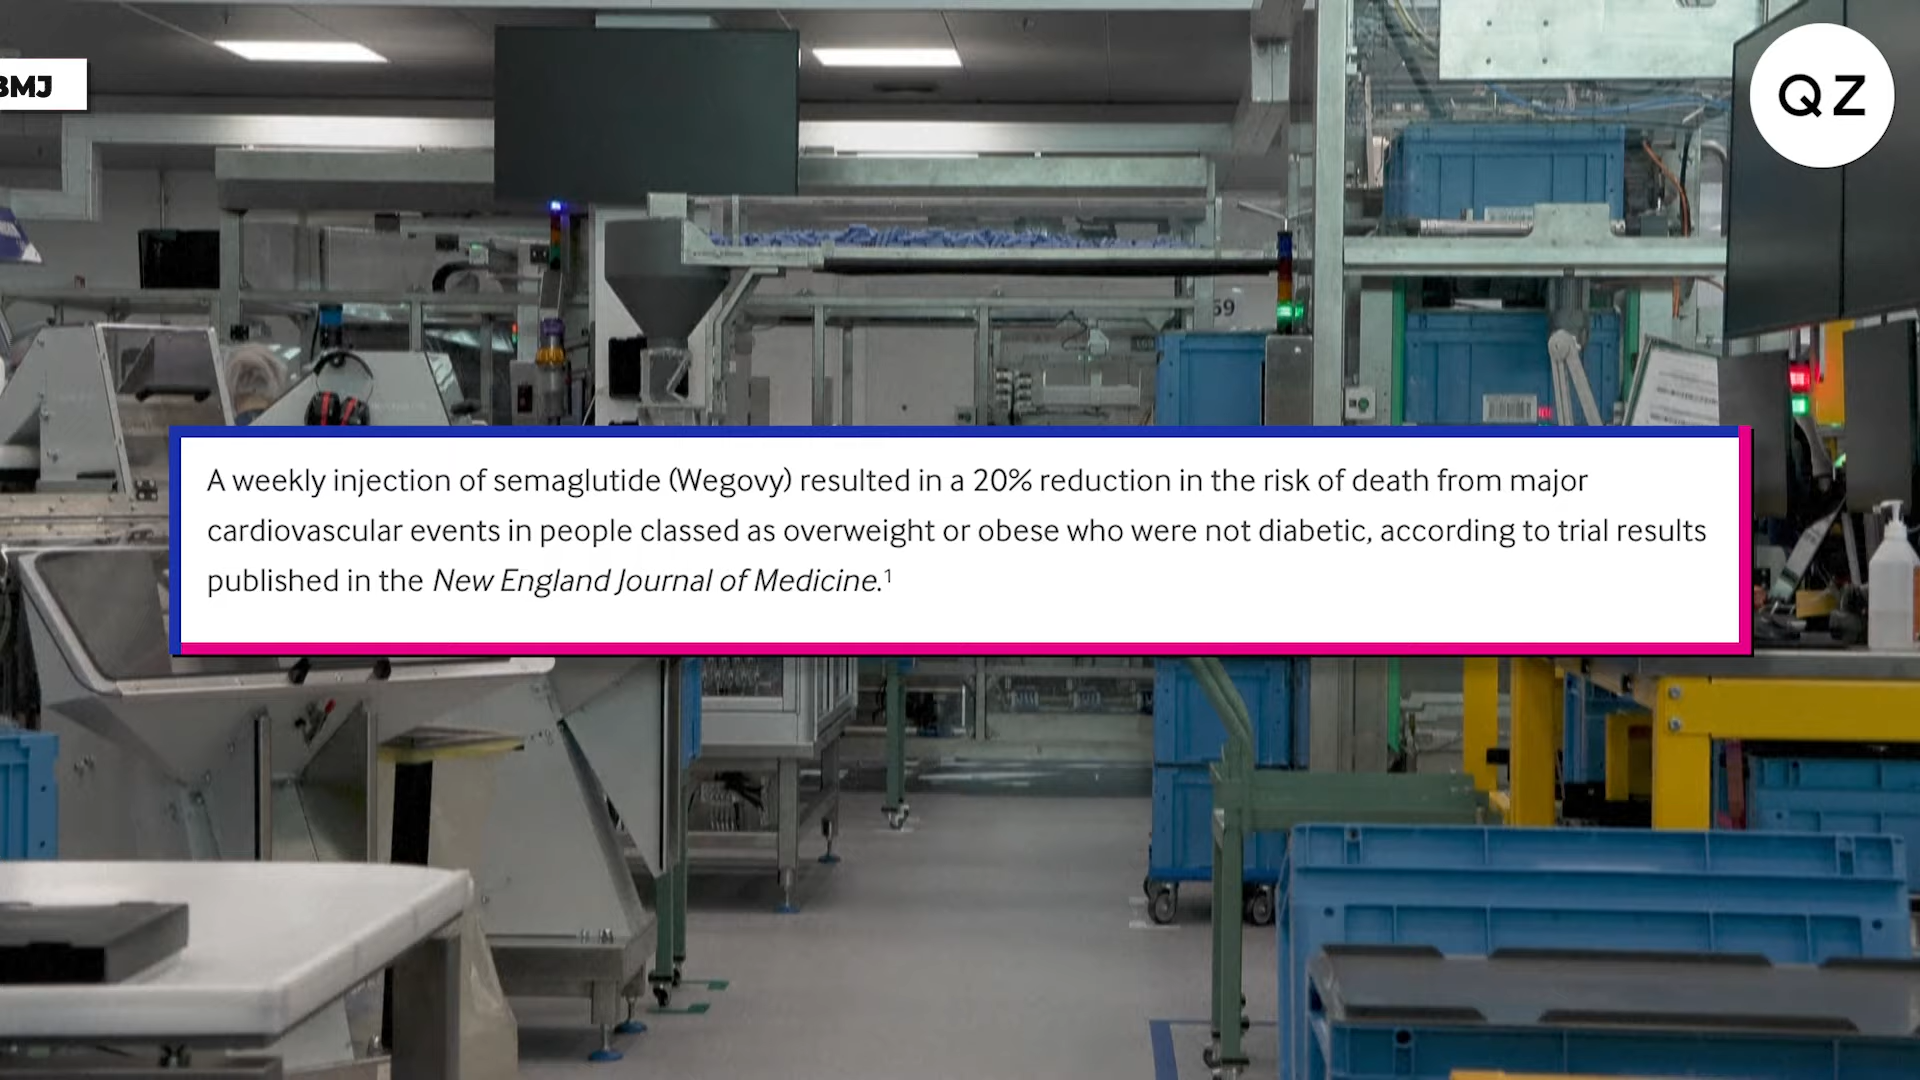 BMJ
QZ
59
A weekly injection of semaglutide (Wegovy) resulted in a 20% reduction in the risk of death from major
cardiovascular events in people classed as overweight or obese who were not diabetic, according to trial results
published in the New England Journal of Medicine.¹